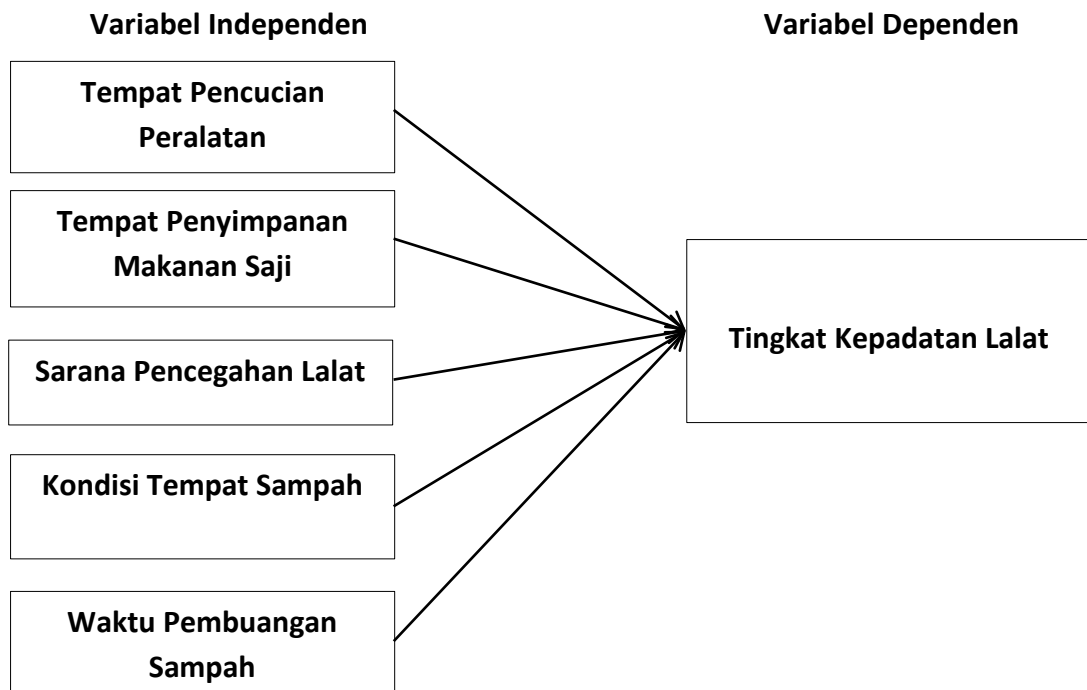 Variabel Independen
Variabel Dependen
Tempat Pencucian
Peralatan
Tempat Penyimpanan
Makanan Saji
Sarana Pencegahan Lalat
Kondisi Tempat Sampah
Waktu Pembuangan
Sampah
Tingkat Kepadatan Lalat